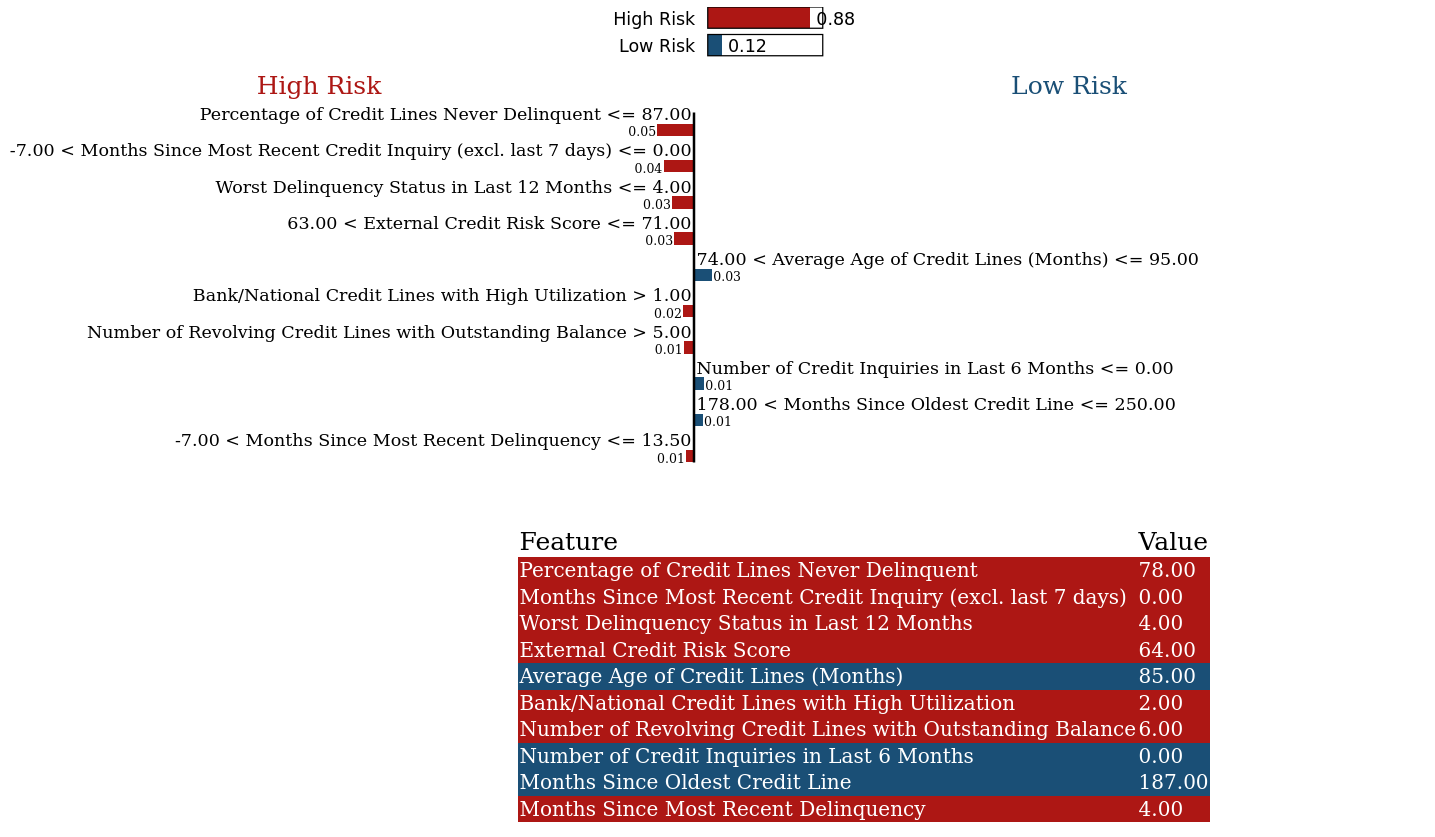 High Risk 0.88
Low Risk 0.12
High Risk Low Risk
Percentage of Credit Lines Never Delinquent <= 87.00
0.05
-7.00 < Months Since Most Recent Credit Inquiry (excl. last 7 days) <= 0.00
0.04
Worst Delinquency Status in Last 12 Months <= 4.00
0.03
63.00 < External Credit Risk Score <= 71.00
0.03
74.00 < Average Age of Credit Lines (Months) <= 95.00
0.03
Bank/National Credit Lines with High Utilization > 1.00
0.02
Number of Revolving Credit Lines with Outstanding Balance > 5.00
0.01
Number of Credit Inquiries in Last 6 Months <= 0.00
0.01
178.00 < Months Since Oldest Credit Line <= 250.00
0.01
-7.00 < Months Since Most Recent Delinquency <= 13.50
0.01
Feature Value
Percentage of Credit Lines Never Delinquent 78.00
Months Since Most Recent Credit Inquiry (excl. last 7 days) 0.00
Worst Delinquency Status in Last 12 Months 4.00
External Credit Risk Score 64.00
Average Age of Credit Lines (Months) 85.00
Bank/National Credit Lines with High Utilization 2.00
Number of Revolving Credit Lines with Outstanding Balance 6.00
Number of Credit Inquiries in Last 6 Months 0.00
Months Since Oldest Credit Line 187.00
Months Since Most Recent Delinquency 4.00